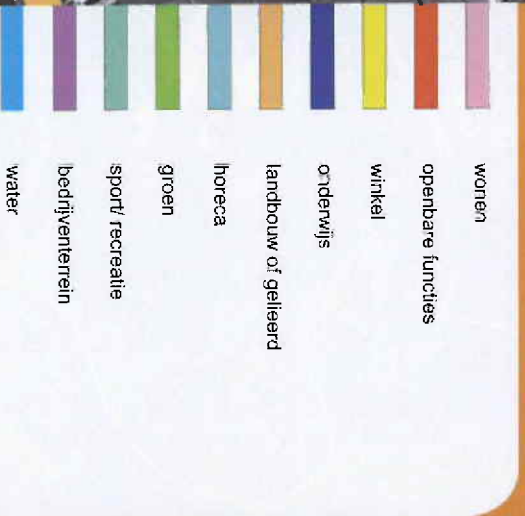 wonen
openbare functies
winkel
onderwijs
landbouw of gelieerd
horeca
groen
sport/ recreatie
bedrijventerrein
water